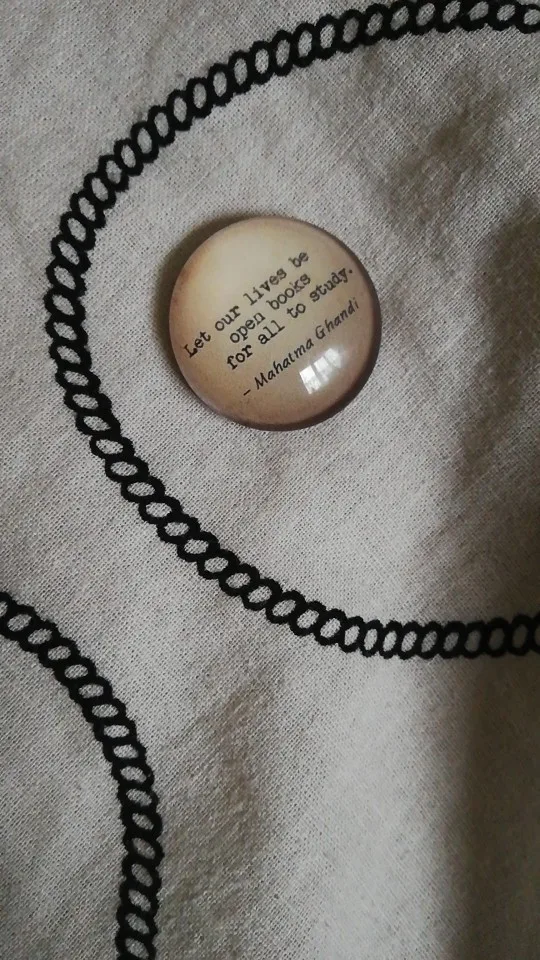 Let our lives be
open books
for all to study.
- Mahatma Ghandi